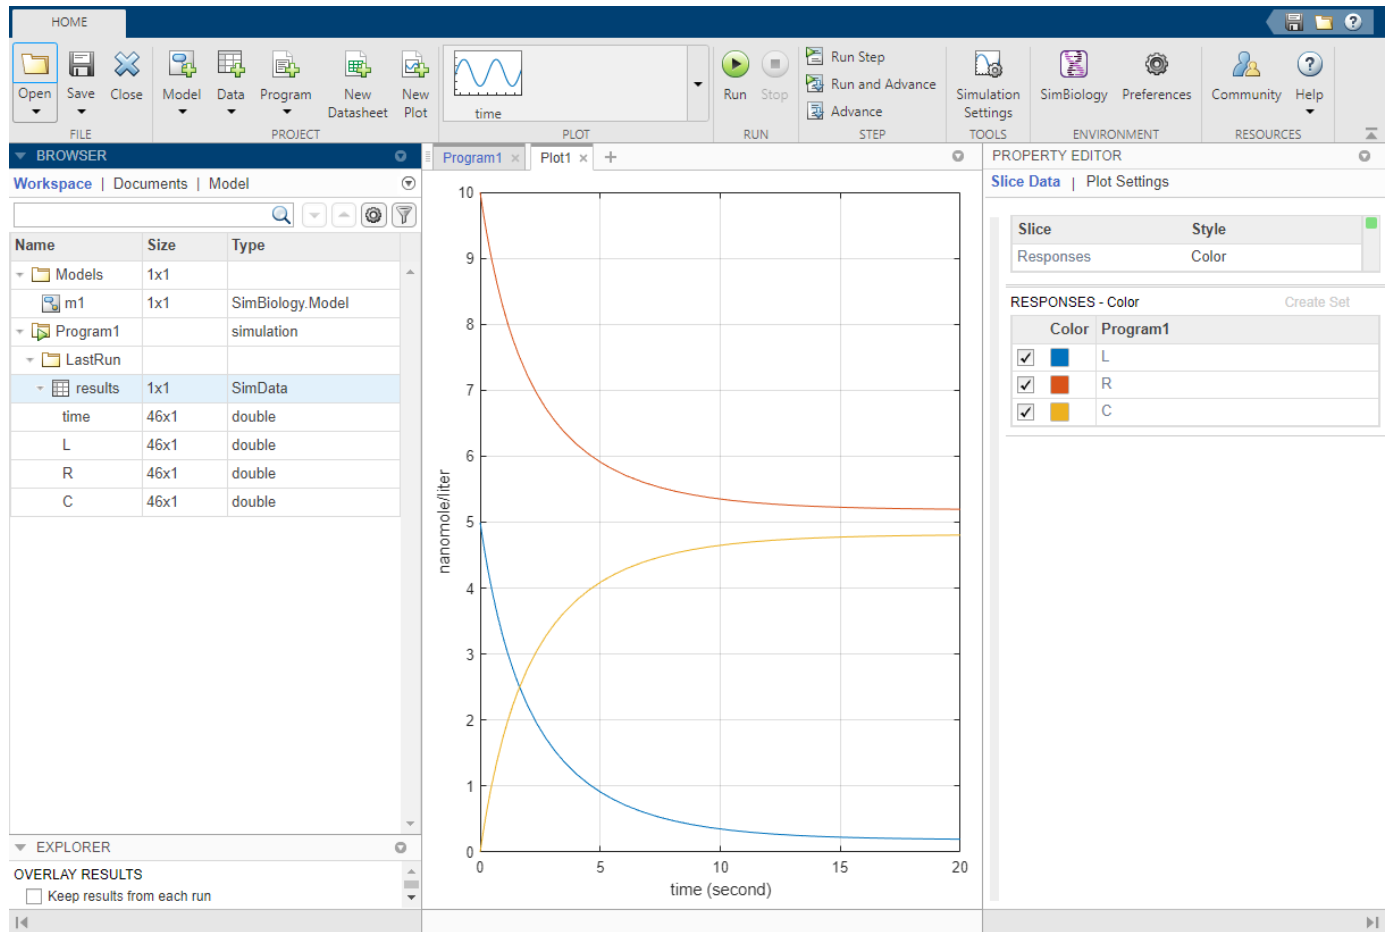 HOME
Open
Save
Close
Model
Data
Program
New Datasheet
New Plot
time
Run
Stop
Run Step
Run and Advance
Advance
Simulation Settings
SimBiology
Preferences
Community
Help
FILE
PROJECT
PLOT
RUN
STEP
TOOLS
ENVIRONMENT
RESOURCES
BROWSER
Workspace | Documents | Model
Name Size Type
Models 1x1
m1 1x1 SimBiology.Model
Program1 simulation
LastRun
results 1x1 SimData
time 46x1 double
L 46x1 double
R 46x1 double
C 46x1 double
EXPLORER
OVERLAY RESULTS
Keep results from each run
Program1 × Plot1 × +
10
9
8
7
6
5
4
3
2
1
0
nanomole/liter
0 5 10 15 20
time (second)
PROPERTY EDITOR
Slice Data | Plot Settings
Slice Style
Responses Color
RESPONSES - Color Create Set
Color Program1
L
R
C